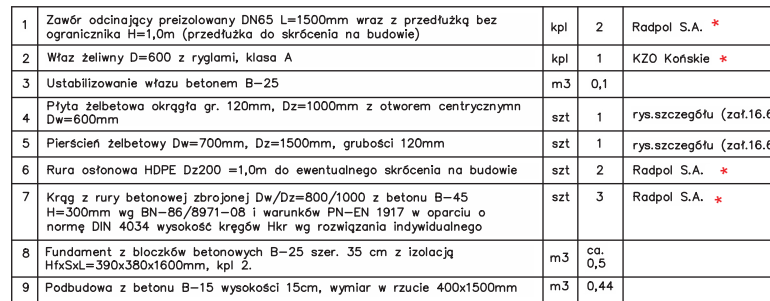 1 Zawór odcinający preizolowany DN65 L=1500mm wraz z przedłużką bez
ogranicznika H=1,0m (przedłużka do skrócenia na budowie) kpl 2 Radpol S.A. *
2 Właz żeliwny D=600 z ryglami, klasa A kpl 1 KZO Końskie *
3 Ustabilizowanie włazu betonem B-25 m3 0,1
4 Płyta żelbetowa okrągła gr. 120mm, Dz=1000mm z otworem centrycznymn
Dw=600mm szt 1 rys.szczegółu (zał.16.6
5 Pierścień żelbetowy Dw=700mm, Dz=1500mm, grubości 120mm szt 1 rys.szczegółu (zał.16.6
6 Rura osłonowa HDPE Dz200 =1,0m do ewentualnego skrócenia na budowie szt 2 Radpol S.A. *
7 Krąg z rury betonowej zbrojonej Dw/Dz=800/1000 z betonu B-45 szt 3 Radpol S.A. *
H=300mm wg BN-86/8971-08 i warunków PN-EN 1917 w oparciu o
normę DIN 4034 wysokość kręgów Hkr wg rozwiązania indywidualnego
8 Fundament z bloczków betonowych B-25 szer. 35 cm z izolacją
HfxSxL=390x380x1600mm, kpl 2. m3 ca.
0,5
9 Podbudowa z betonu B-15 wysokości 15cm, wymiar w rzucie 400x1500mm m3 0,44